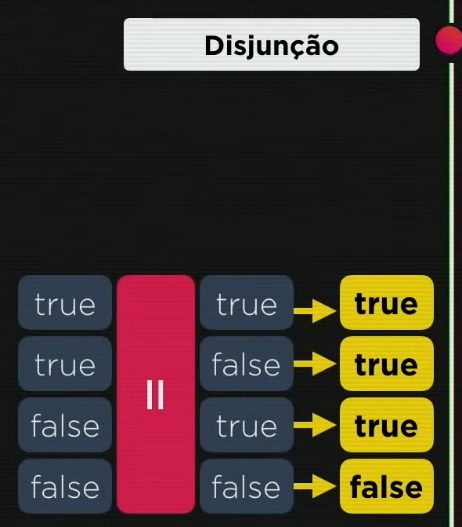 Disjunção
true || true true
true false true
false true true
false false false